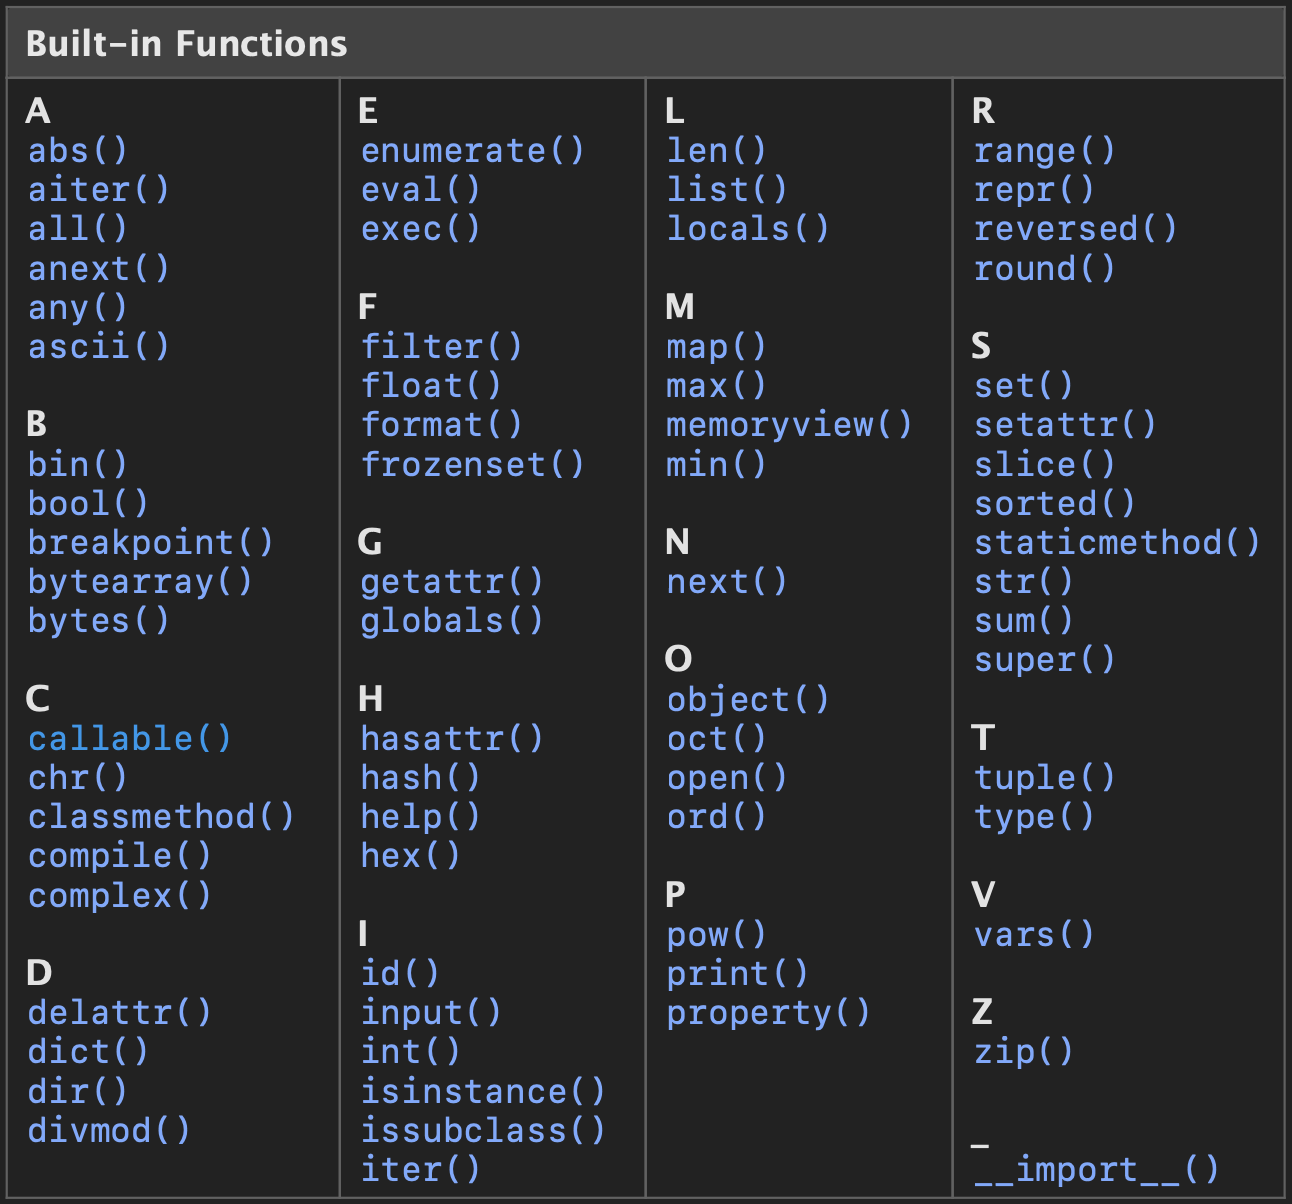 Built-in Functions
A
abs()
aiter()
all()
anext()
any()
ascii()
B
bin()
bool()
breakpoint()
bytearray()
bytes()
C
callable()
chr()
classmethod()
compile()
complex()
D
delattr()
dict()
dir()
divmod()
E
enumerate()
eval()
exec()
F
filter()
float()
format()
frozenset()
G
getattr()
globals()
H
hasattr()
hash()
help()
hex()
I
id()
input()
int()
isinstance()
issubclass()
iter()
L
len()
list()
locals()
M
map()
max()
memoryview()
min()
N
next()
O
object()
oct()
open()
ord()
P
pow()
print()
property()
R
range()
repr()
reversed()
round()
S
set()
setattr()
slice()
sorted()
staticmethod()
str()
sum()
super()
T
tuple()
type()
V
vars()
Z
zip()
_
__import__()